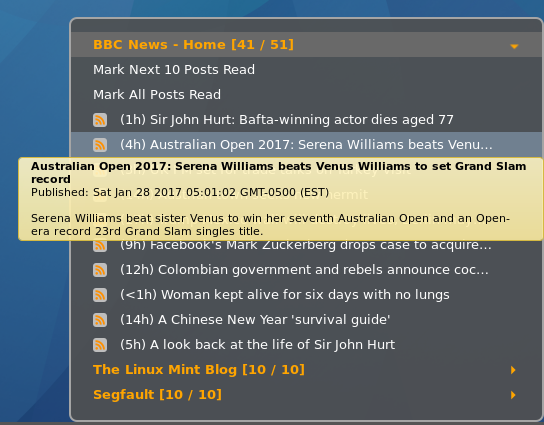 BBC News - Home [41 / 51]
Mark Next 10 Posts Read
Mark All Posts Read
(1h) Sir John Hurt: Bafta-winning actor dies aged 77
(4h) Australian Open 2017: Serena Williams beats Venu...
Australian Open 2017: Serena Williams beats Venus Williams to set Grand Slam
record
Published: Sat Jan 28 2017 05:01:02 GMT-0500 (EST)
Serena Williams beat sister Venus to win her seventh Australian Open and an Open-
era record 23rd Grand Slam singles title.
(9h) Facebook's Mark Zuckerberg drops case to acquire...
(12h) Colombian government and rebels announce coc...
(<1h) Woman kept alive for six days with no lungs
(14h) A Chinese New Year 'survival guide'
(5h) A look back at the life of Sir John Hurt
The Linux Mint Blog [10 / 10]
Segfault [10 / 10]